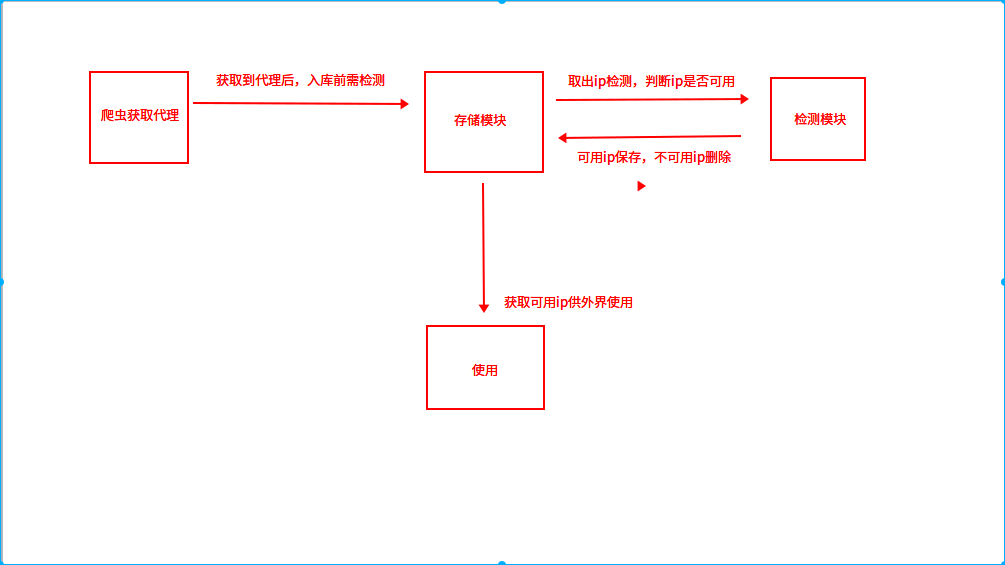 获取到代理后，入库前需检测
取出ip检测，判断ip是否可用
爬虫获取代理
存储模块
检测模块
可用ip保存，不可用ip删除
获取可用ip供外界使用
使用